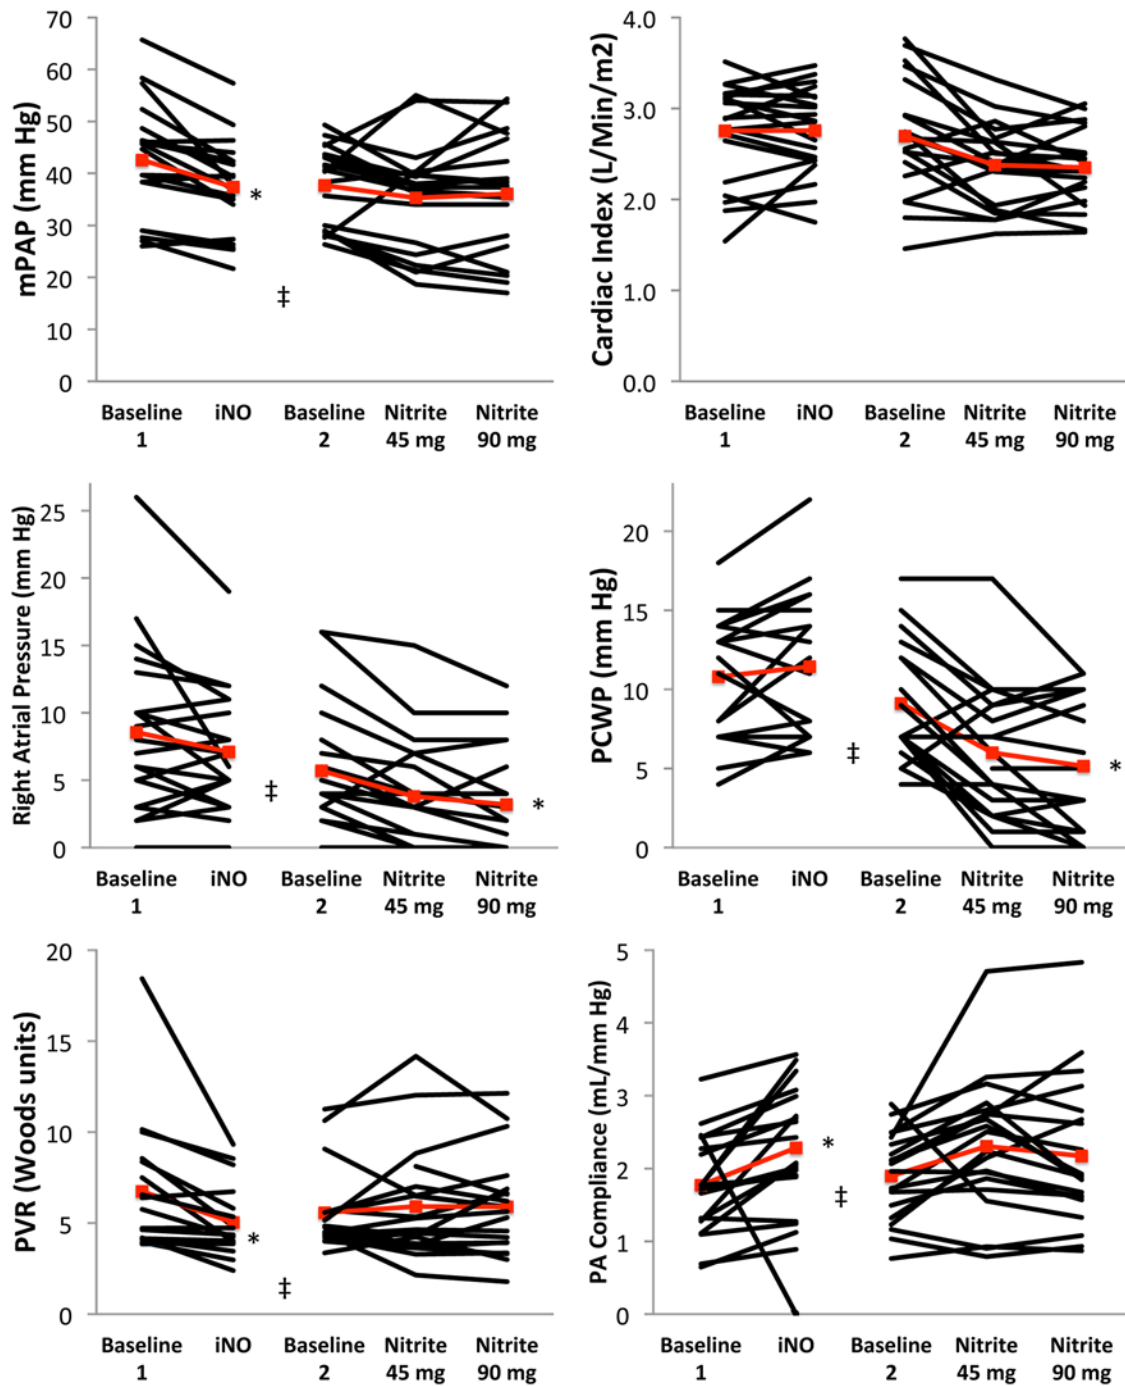 mPAP (mm Hg)
70
60
50
40
30
20
10
0
*
‡
Baseline 1
iNO
Baseline 2
Nitrite 45 mg
Nitrite 90 mg
Cardiac Index (L/Min/m2)
4.0
3.0
2.0
1.0
0.0
Baseline 1
iNO
Baseline 2
Nitrite 45 mg
Nitrite 90 mg
Right Atrial Pressure (mm Hg)
25
20
15
10
5
0
‡
*
Baseline 1
iNO
Baseline 2
Nitrite 45 mg
Nitrite 90 mg
PCWP (mm Hg)
20
15
10
5
0
‡
*
Baseline 1
iNO
Baseline 2
Nitrite 45 mg
Nitrite 90 mg
PVR (Woods units)
20
15
10
5
0
*
‡
Baseline 1
iNO
Baseline 2
Nitrite 45 mg
Nitrite 90 mg
PA Compliance (mL/mm Hg)
5
4
3
2
1
0
*
‡
Baseline 1
iNO
Baseline 2
Nitrite 45 mg
Nitrite 90 mg